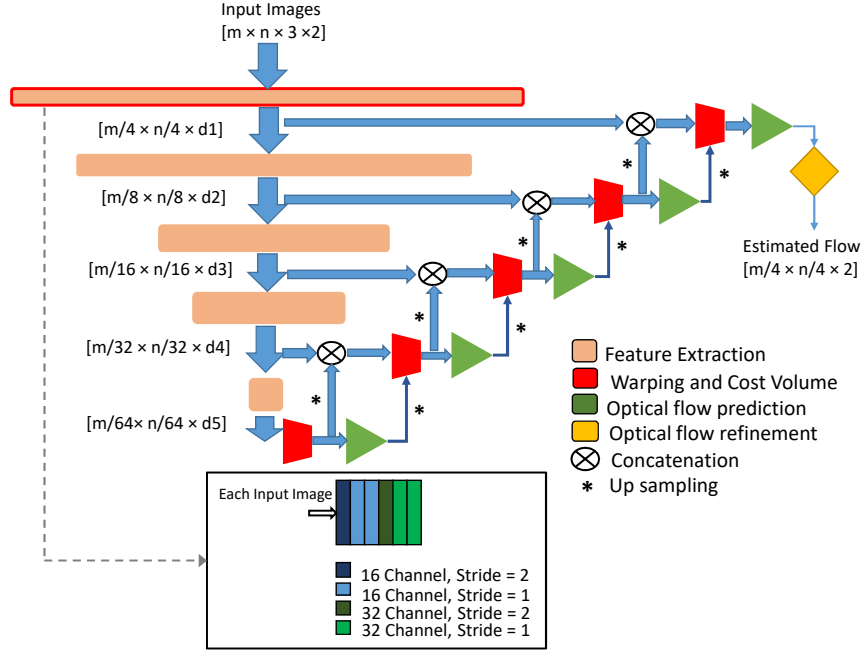 Input Images
[m × n × 3 ×2]
[m/4 × n/4 × d1]
[m/8 × n/8 × d2]
[m/16 × n/16 × d3]
[m/32 × n/32 × d4]
[m/64× n/64 × d5]
*
*
*
*
*
*
*
*
Estimated Flow
[m/4 × n/4 × 2]
Feature Extraction
Warping and Cost Volume
Optical flow prediction
Optical flow refinement
Concatenation
* Up sampling
Each Input Image
16 Channel, Stride = 2
16 Channel, Stride = 1
32 Channel, Stride = 2
32 Channel, Stride = 1